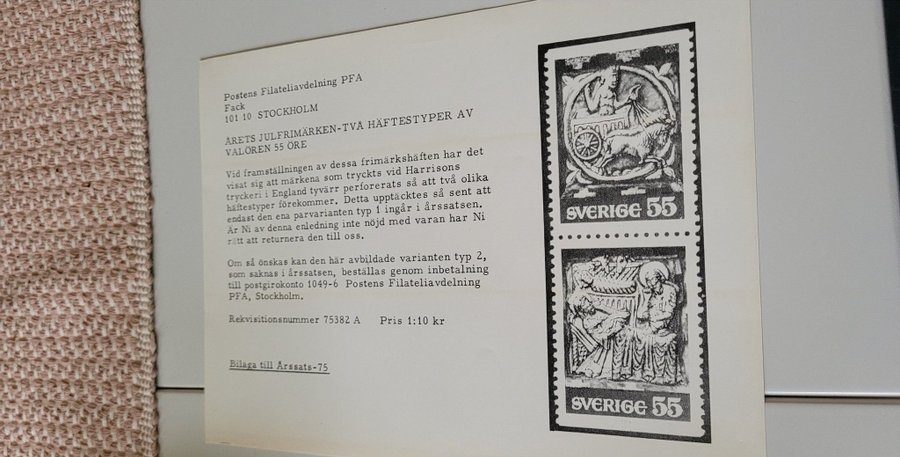 Postens Filateliavdelning PFA
Fack
101 10 STOCKHOLM
ÅRETS JULFRIMÄRKEN-TVÅ HÄFTESTYPER AV
VALÖREN 55 ÖRE
Vid framställningen av dessa frimärkshäften har det
visat sig att märkena som tryckts vid Harrisons
tryckeri i England tyvärr perforerats så att två olika
häftestyper förekommer. Detta upptäcktes så sent att
endast den ena parvarianten typ 1 ingår i årssatsen.
Är Ni av denna enledning inte nöjd med varan har Ni
rätt att returnera den till oss.
Om så önskas kan den här avbildade varianten typ 2,
som saknas i årssatsen, beställas genom inbetalning
till postgirokonto 1049-6 Postens Filateliavdelning
PFA, Stockholm.
Rekvisitionsnummer 75382 A Pris 1:10 kr
Bilaga till Årssats-75
SVERIGE 55
SVERIGE 55